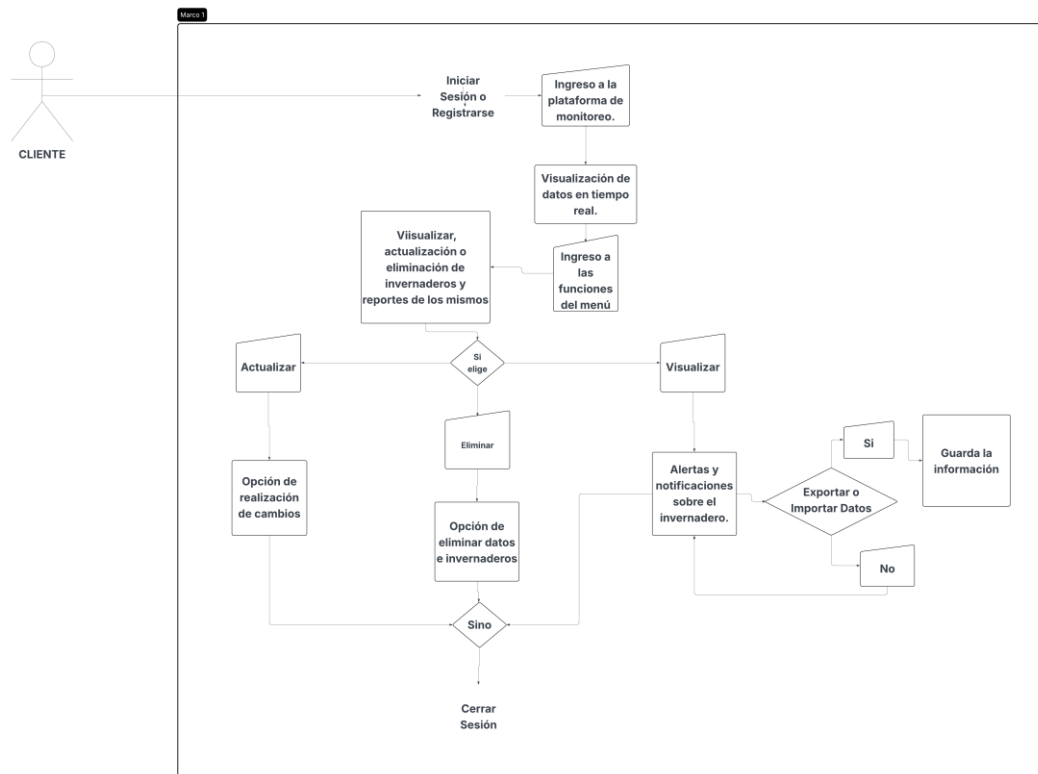 Marco 1
CLIENTE
Iniciar
Sesión o
Registrarse
Ingreso a la
plataforma de
monitoreo.
Visualización de
datos en tiempo
real.
Ingreso a
las
funciones
del menú
Viisualizar,
actualización o
eliminación de
invernaderos y
reportes de los mismos
Si
elige
Actualizar
Eliminar
Visualizar
Opción de
realización
de cambios
Opción de
eliminar datos
e invernaderos
Alertas y
notificaciones
sobre el
invernadero.
Exportar o
Importar Datos
Si
Guarda la
información
No
Sino
Cerrar
Sesión